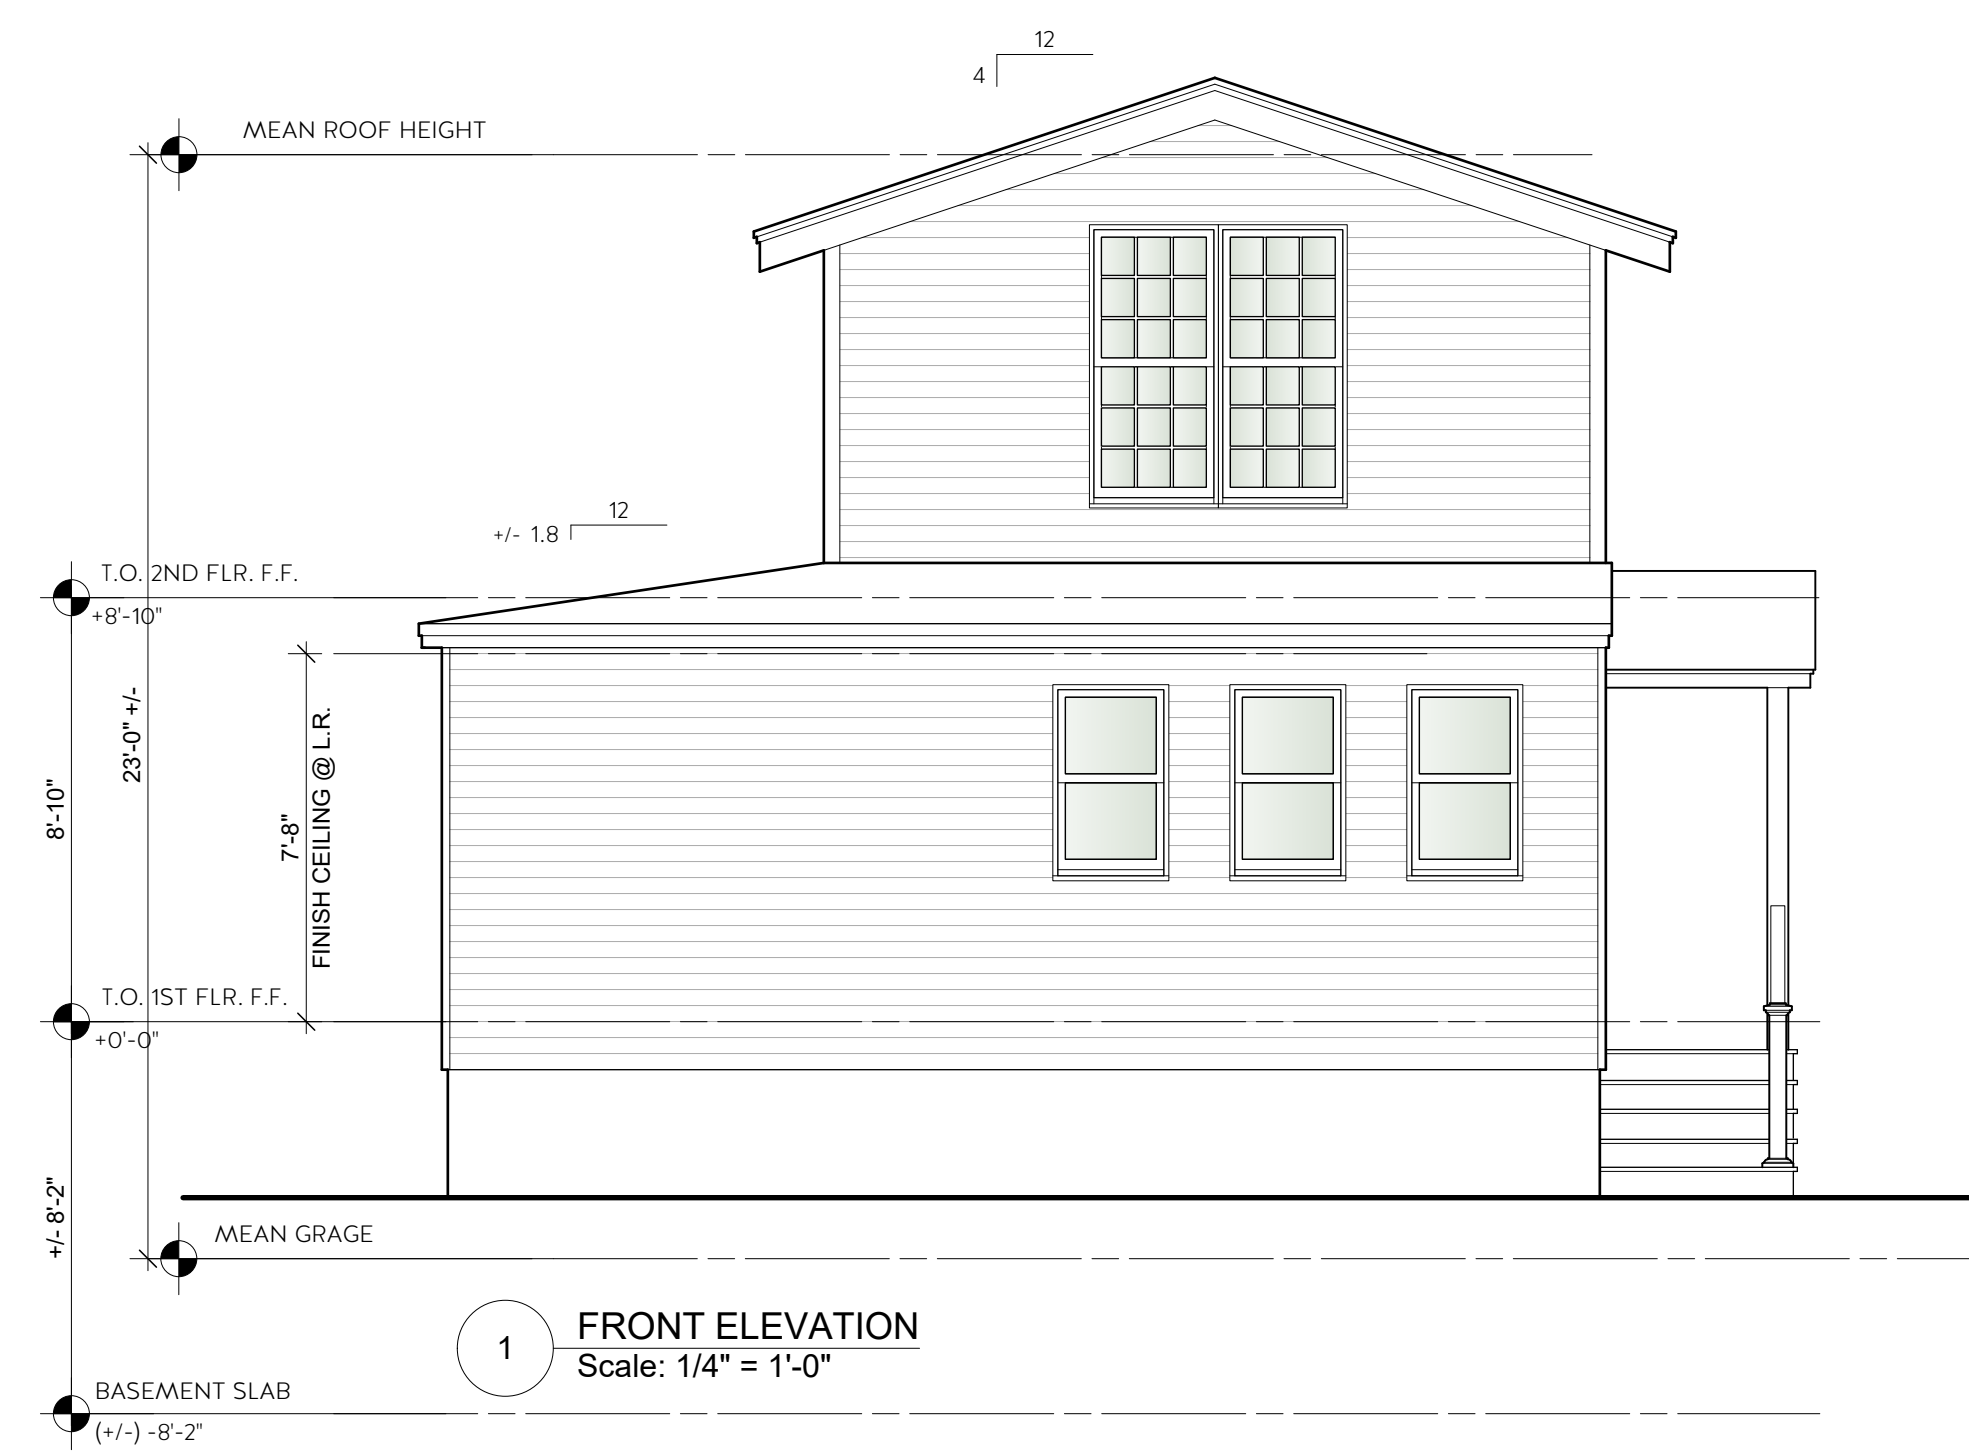 12
4
MEAN ROOF HEIGHT
12
+/- 1.8
T.O. 2ND FLR. F.F.
+8'-10"
23'-0" +/-
8'-10"
7'-8"
FINISH CEILING @ L.R.
T.O. 1ST FLR. F.F.
+0'-0"
+/- 8'-2"
MEAN GRAGE
1
FRONT ELEVATION
Scale: 1/4" = 1'-0"
BASEMENT SLAB
(+/-) -8'-2"